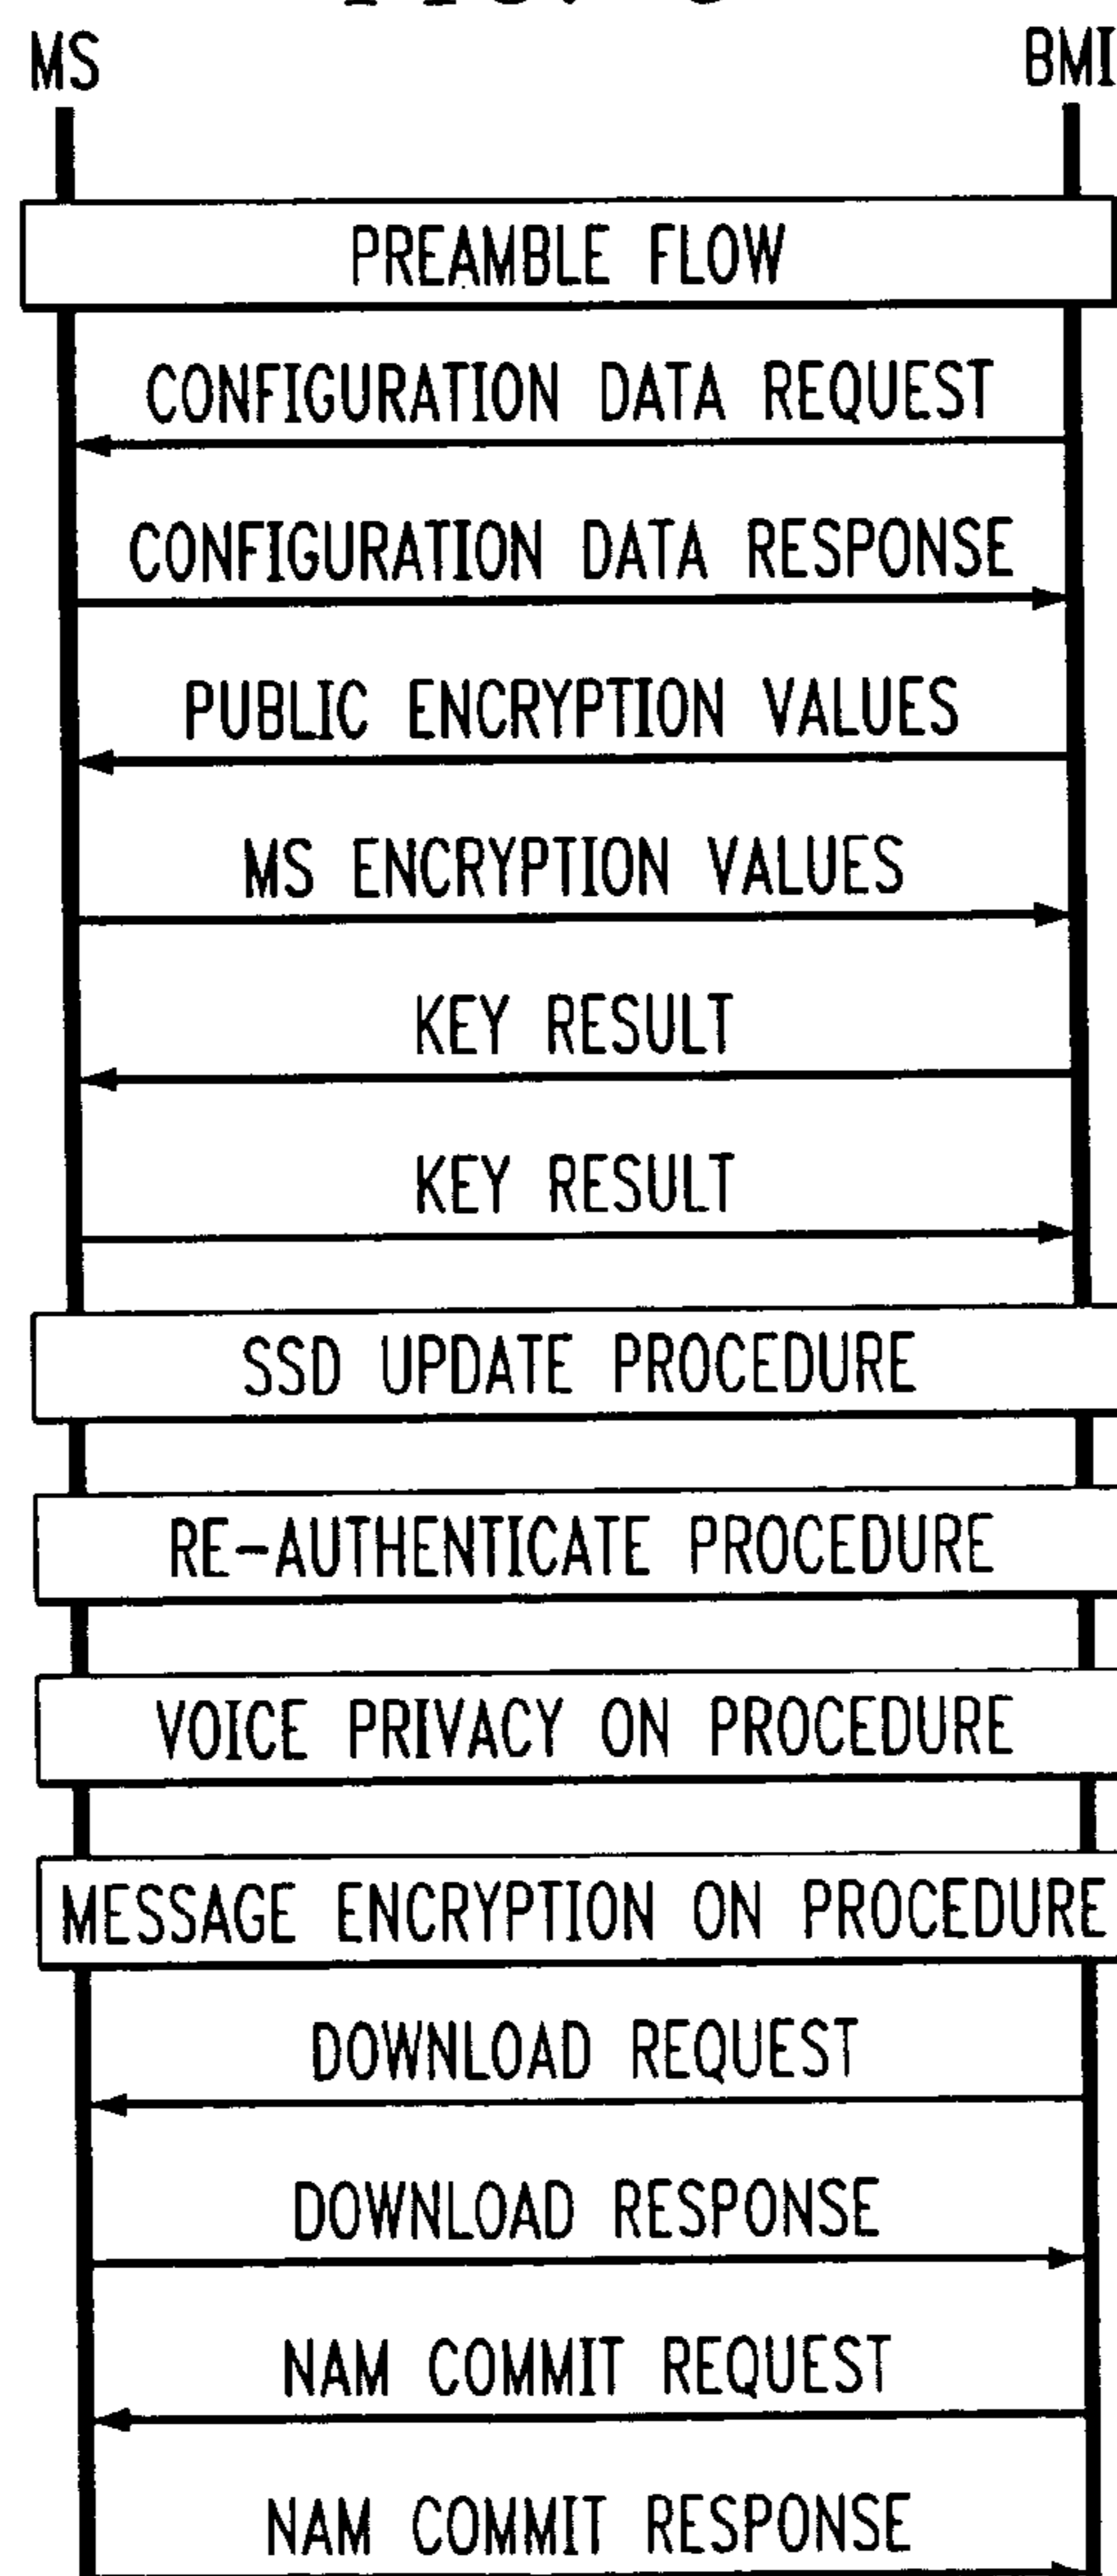 MS BMI
PREAMBLE FLOW
CONFIGURATION DATA REQUEST
CONFIGURATION DATA RESPONSE
PUBLIC ENCRYPTION VALUES
MS ENCRYPTION VALUES
KEY RESULT
KEY RESULT
SSD UPDATE PROCEDURE
RE-AUTHENTICATE PROCEDURE
VOICE PRIVACY ON PROCEDURE
MESSAGE ENCRYPTION ON PROCEDURE
DOWNLOAD REQUEST
DOWNLOAD RESPONSE
NAM COMMIT REQUEST
NAM COMMIT RESPONSE